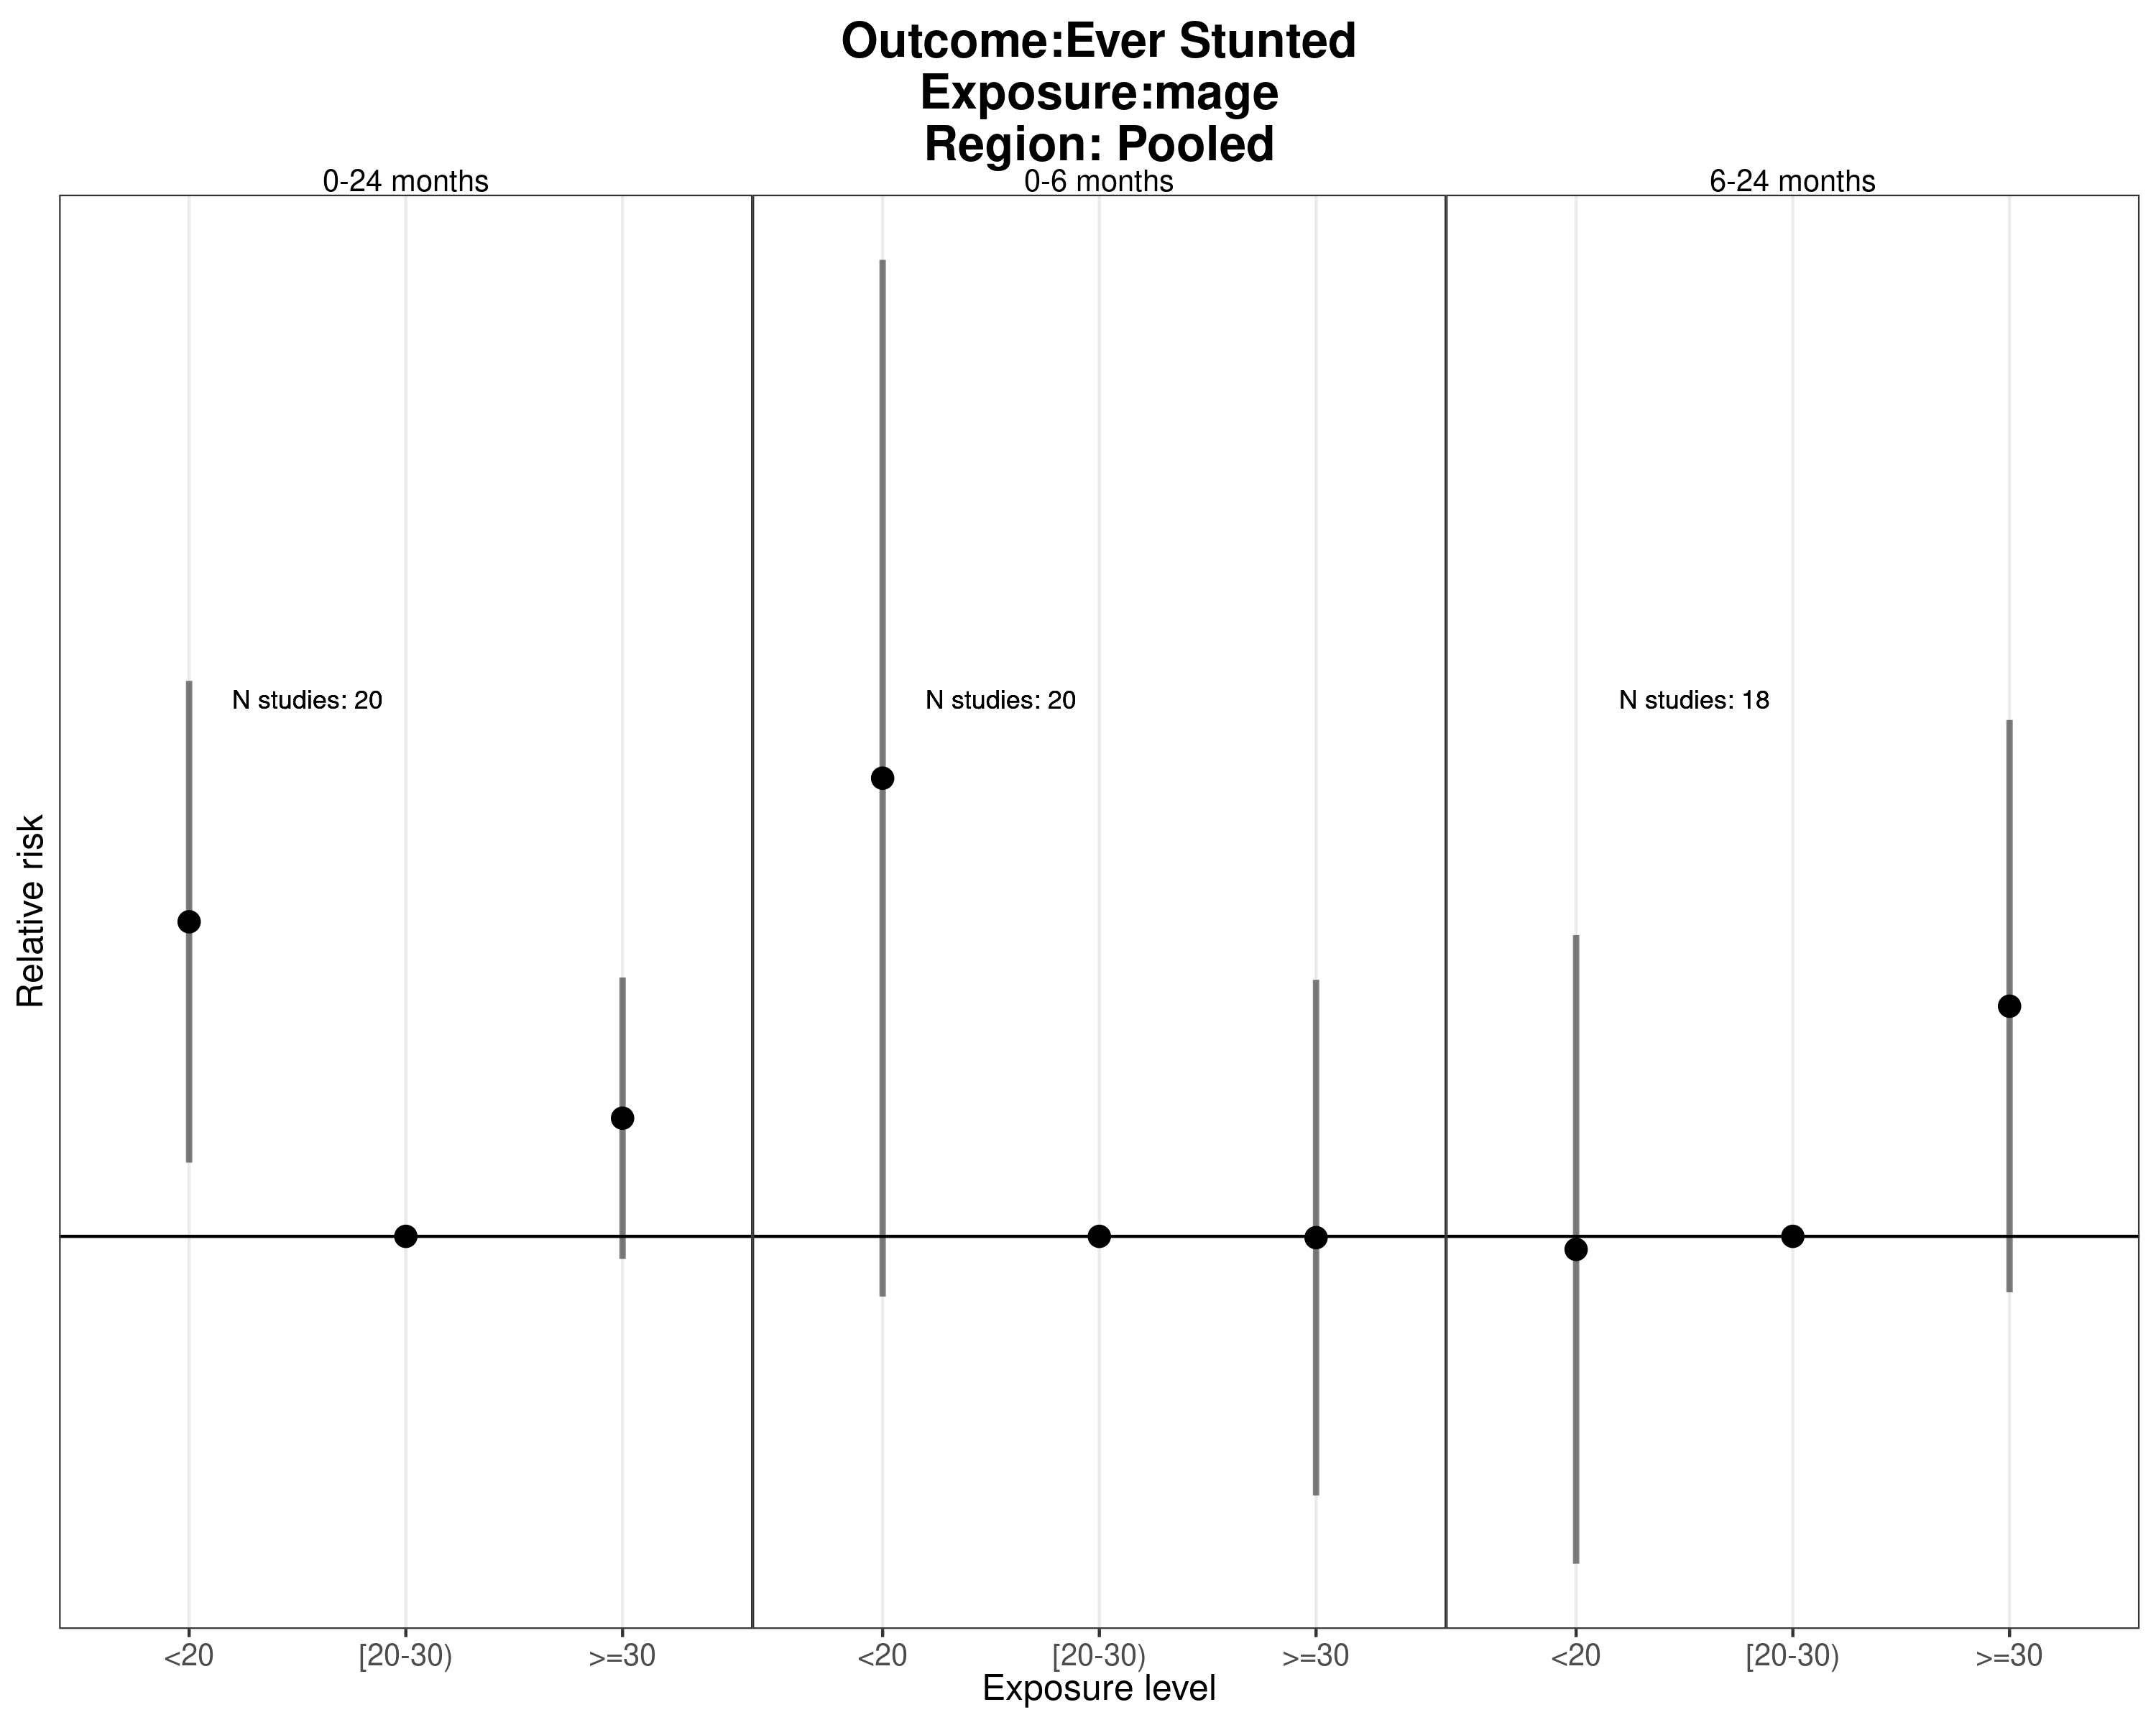 Outcome:Ever Stunted
Exposure:mage
Region: Pooled
0-24 months
0-6 months
6-24 months
N studies: 20
N studies: 20
N studies: 18
Relative risk
<20
[20-30)
>=30
<20
[20-30)
>=30
<20
[20-30)
>=30
Exposure level